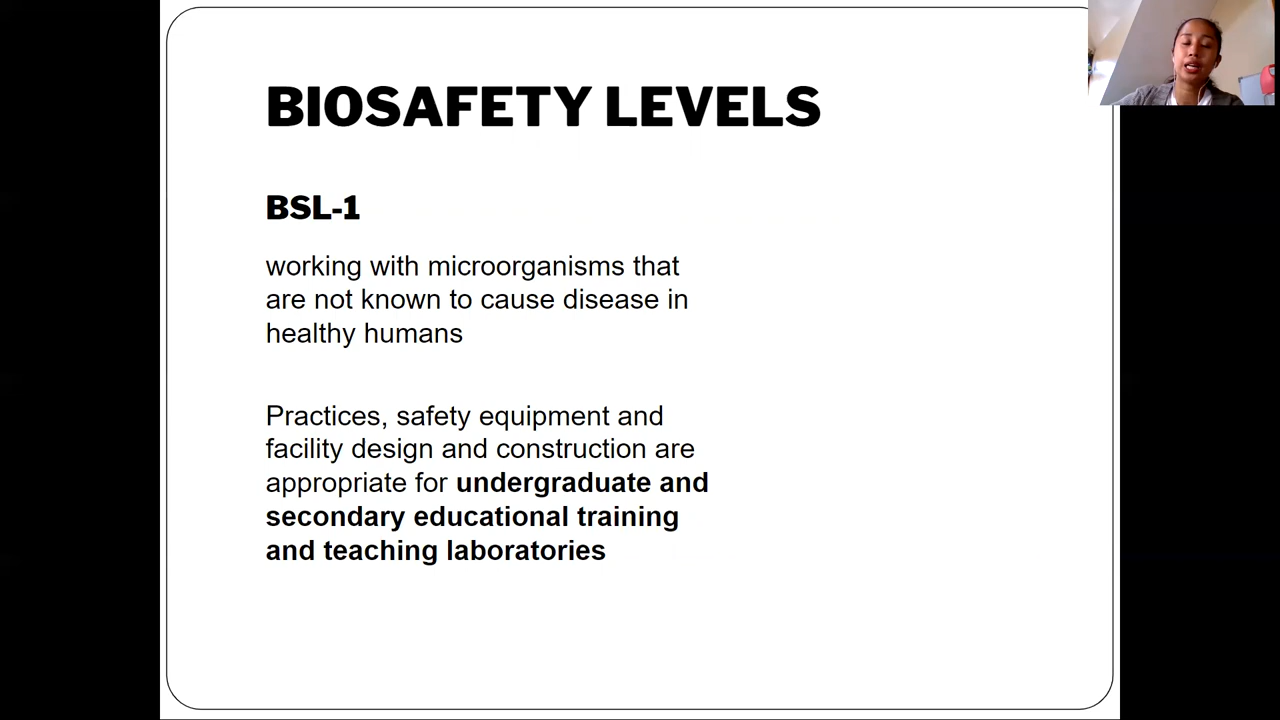 BIOSAFETY LEVELS
BSL-1
working with microorganisms that
are not known to cause disease in
healthy humans
Practices, safety equipment and
facility design and construction are
appropriate for undergraduate and
secondary educational training
and teaching laboratories